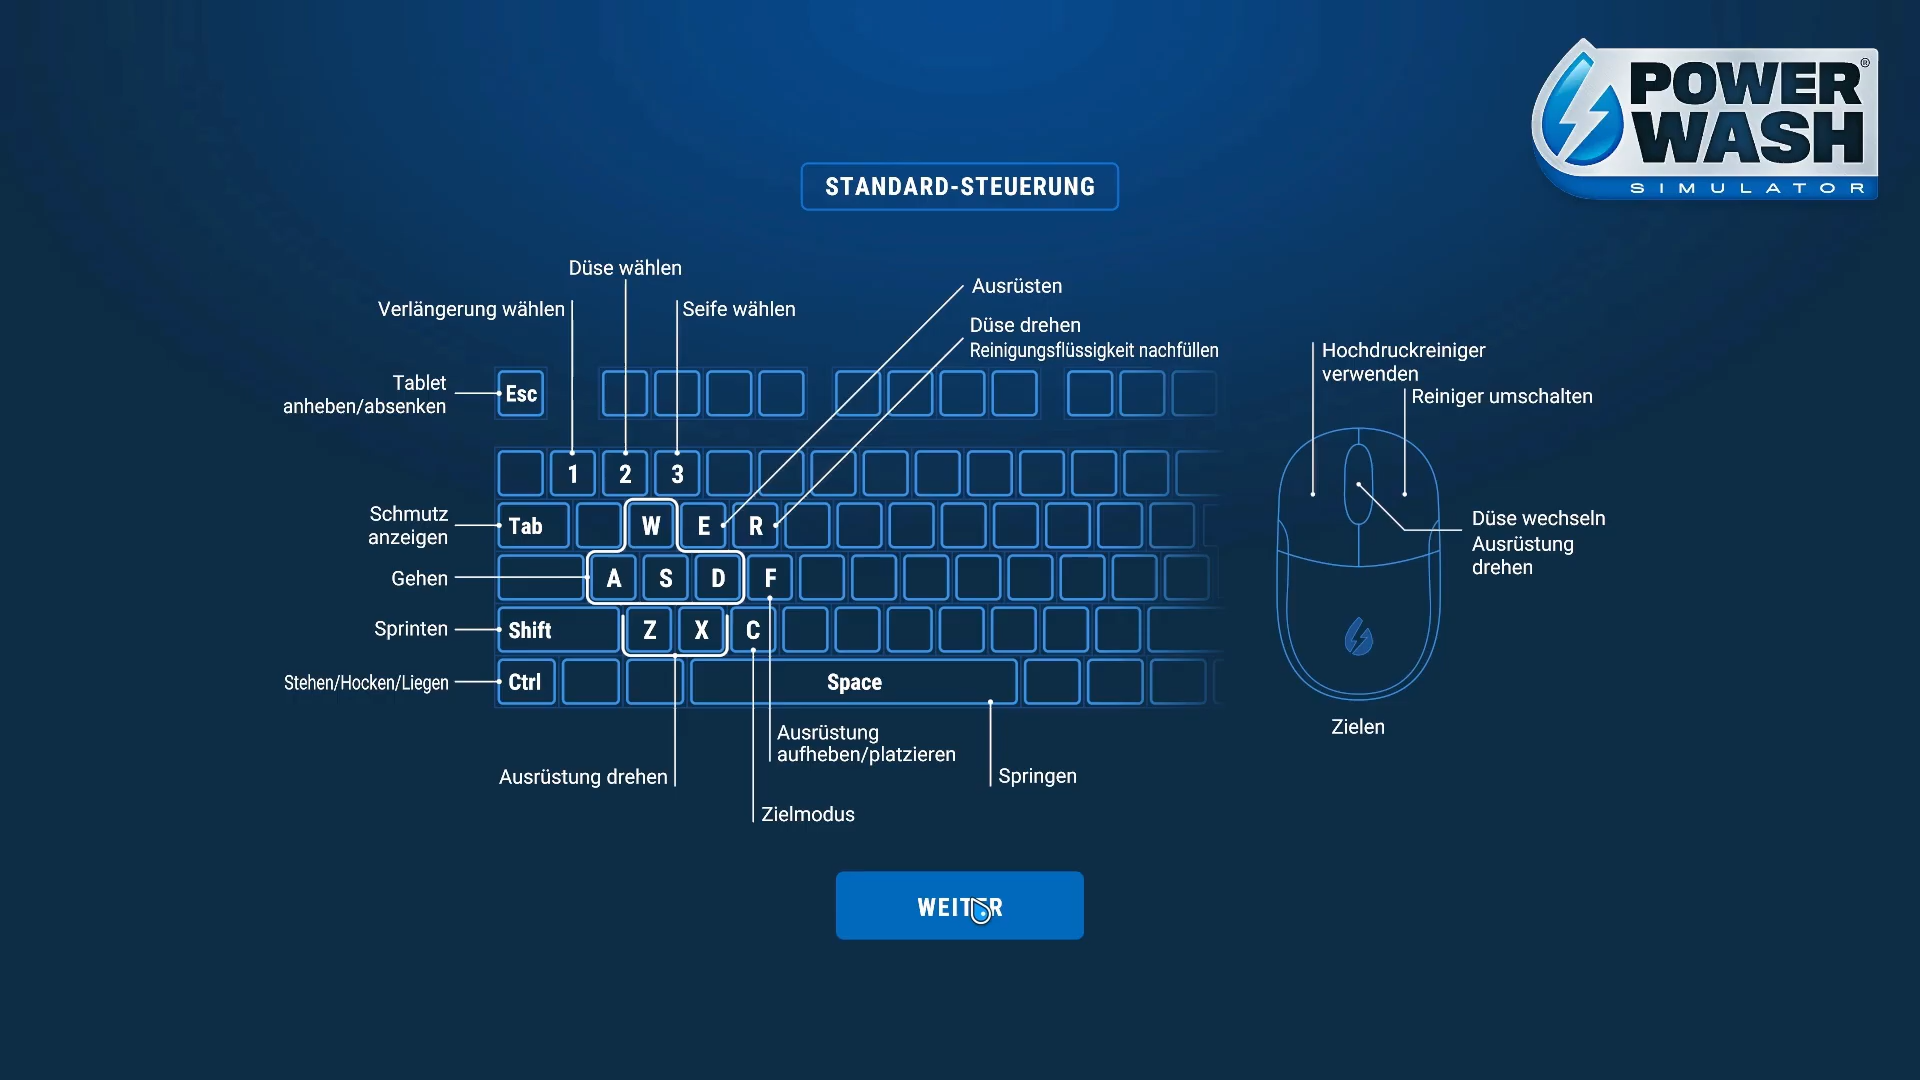 POWER®
WASH
SIMULATOR
STANDARD-STEUERUNG
Düse wählen
Verlängerung wählen
Seife wählen
Ausrüsten
Düse drehen
Reinigungsflüssigkeit nachfüllen
Tablet
anheben/absenken
Esc
1 2 3
Schmutz
anzeigen
Tab W E R
Gehen
A S D F
Sprinten
Shift Z X C
Stehen/Hocken/Liegen
Ctrl Space
Ausrüstung
aufheben/platzieren
Ausrüstung drehen
Springen
Zielmodus
Hochdruckreiniger
verwenden
Reiniger umschalten
Düse wechseln
Ausrüstung
drehen
Zielen
WEITER